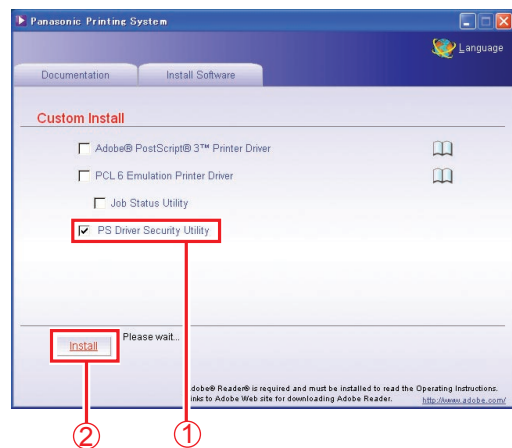 Panasonic Printing System
Language
Documentation
Install Software
Custom Install
Adobe® PostScript® 3™ Printer Driver
PCL 6 Emulation Printer Driver
Job Status Utility
PS Driver Security Utility
Install
Please wait...
dobe® Reader® is required and must be installed to read the Operating Instructions.
inks to Adobe Web site for downloading Adobe Reader.
http://www.adobe.com/
② ①